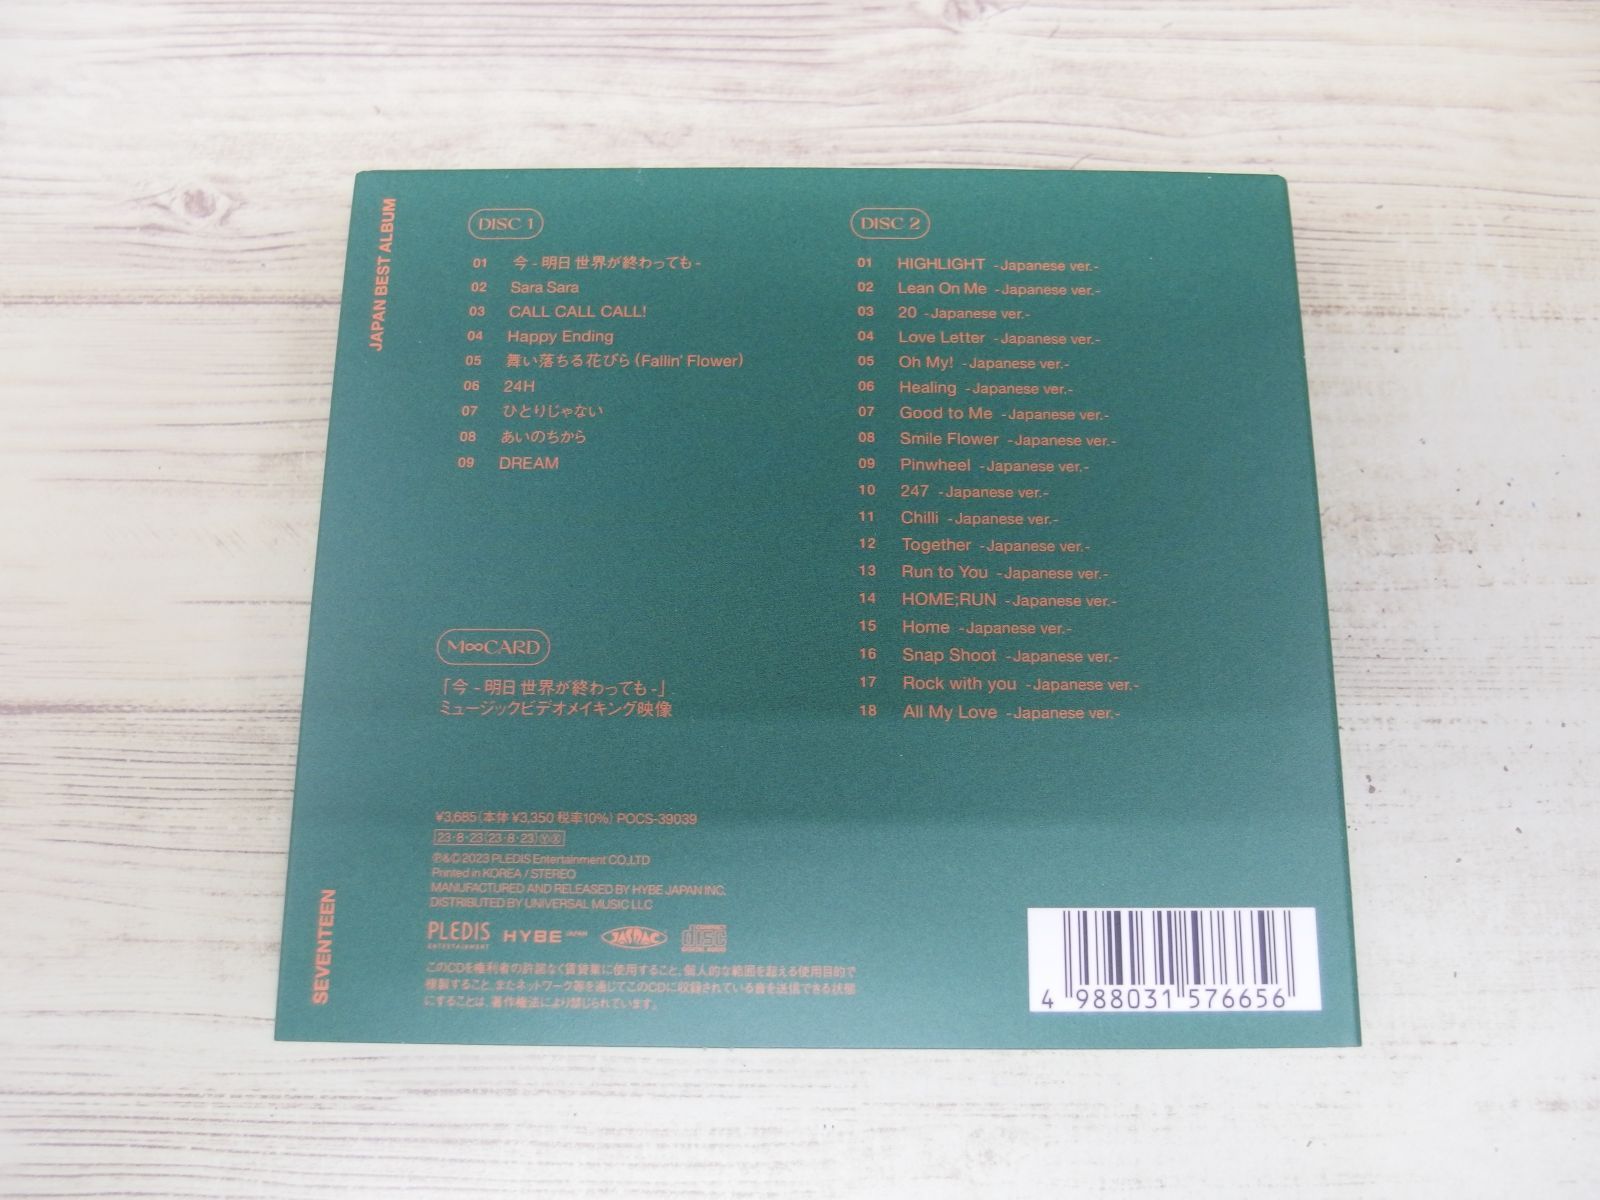 JAPAN BEST ALBUM
SEVENTEEN
DISC 1
01 今 - 明日 世界が終わっても -
02 Sara Sara
03 CALL CALL CALL!
04 Happy Ending
05 舞い落ちる花びら (Fallin' Flower)
06 24H
07 ひとりじゃない
08 あいのちから
09 DREAM
M∞CARD
「今 - 明日 世界が終わっても -」
ミュージックビデオメイキング映像
DISC 2
01 HIGHLIGHT -Japanese ver.-
02 Lean On Me -Japanese ver.-
03 20 -Japanese ver.-
04 Love Letter -Japanese ver.-
05 Oh My! -Japanese ver.-
06 Healing -Japanese ver.-
07 Good to Me -Japanese ver.-
08 Smile Flower -Japanese ver.-
09 Pinwheel -Japanese ver.-
10 247 -Japanese ver.-
11 Chilli -Japanese ver.-
12 Together -Japanese ver.-
13 Run to You -Japanese ver.-
14 HOME;RUN -Japanese ver.-
15 Home -Japanese ver.-
16 Snap Shoot -Japanese ver.-
17 Rock with you -Japanese ver.-
18 All My Love -Japanese ver.-
¥3,685(本体 ¥3,350 税率10%) POCS-39039
23・8・23(23・8・23)Ⓨ Ⓧ
℗&© 2023 PLEDIS Entertainment CO.,LTD
Printed in KOREA / STEREO
MANUFACTURED AND RELEASED BY HYBE JAPAN INC.
DISTRIBUTED BY UNIVERSAL MUSIC LLC
PLEDIS ENTERTAINMENT HYBE JAPAN JASRAC COMPACT disc DIGITAL AUDIO
このCDを権利者の許諾なく賃貸業に使用すること、個人的な範囲を超える使用目的で
複製すること、またネットワーク等を通じてこのCDに収録されている音を送信できる状態
にすることは、著作権法により禁じられています。
4 988031 576656